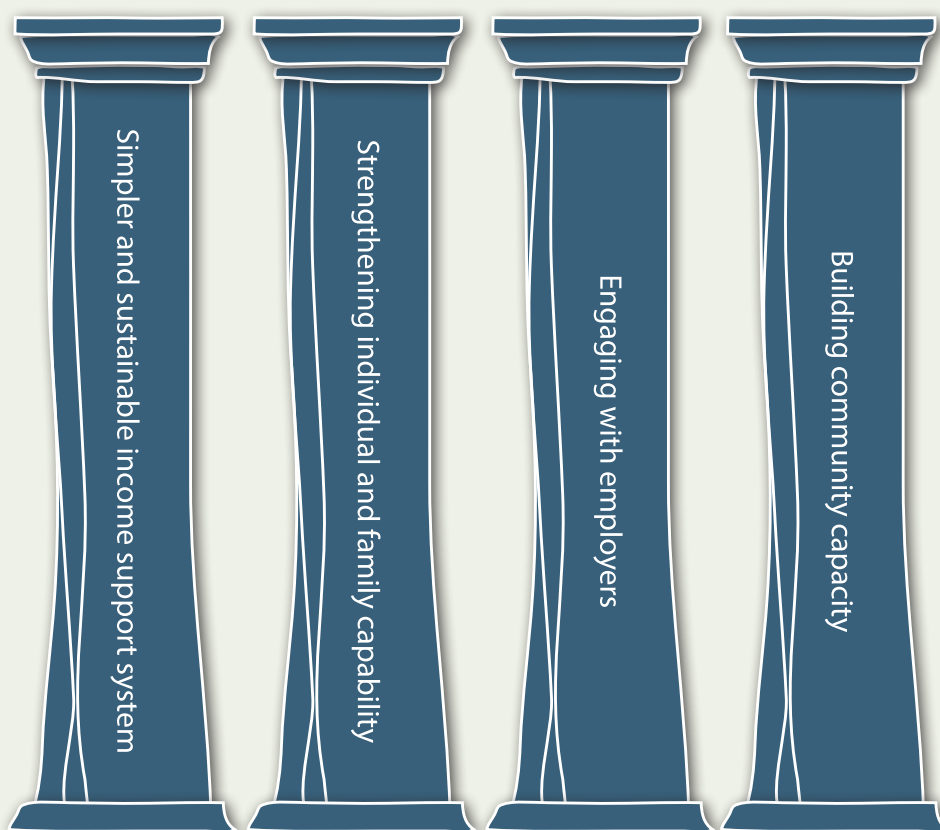 Simpler and sustainable income support system
Strengthening individual and family capability
Engaging with employers
Building community capacity